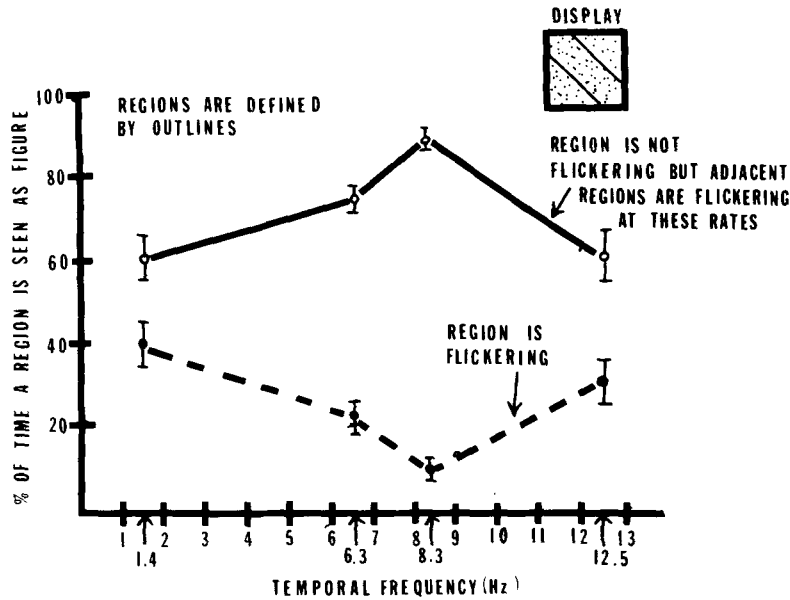 DISPLAY
REGIONS ARE DEFINED
BY OUTLINES
REGION IS NOT
FLICKERING BUT ADJACENT
REGIONS ARE FLICKERING
AT THESE RATES
REGION IS
FLICKERING
% OF TIME A REGION IS SEEN AS FIGURE
100
80
60
40
20
1 2 3 4 5 6 7 8 9 10 11 12 13
1.4 6.3 8.3 12.5
TEMPORAL FREQUENCY (Hz)